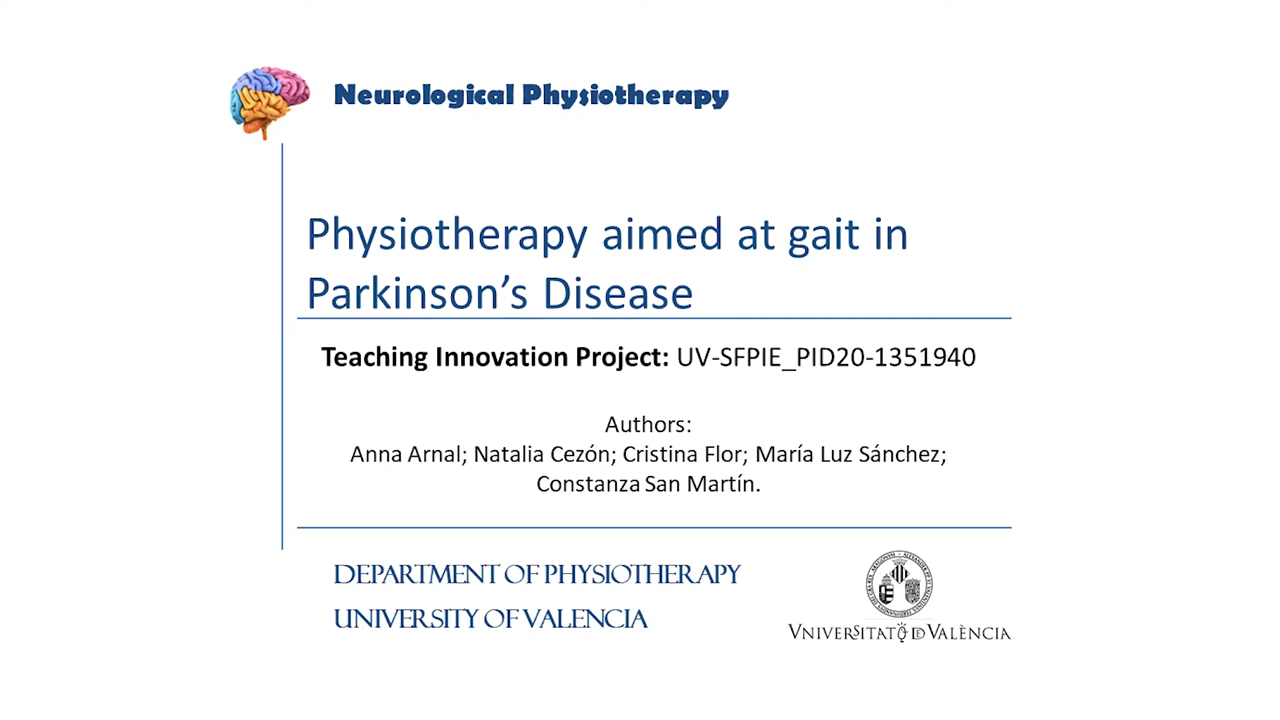 Neurological Physiotherapy
Physiotherapy aimed at gait in
Parkinson’s Disease
Teaching Innovation Project: UV-SFPIE_PID20-1351940
Authors:
Anna Arnal; Natalia Cezón; Cristina Flor; María Luz Sánchez;
Constanza San Martín.
DEPARTMENT OF PHYSIOTHERAPY
UNIVERSITY OF VALENCIA
VNIVERSITAT DE VALÈNCIA